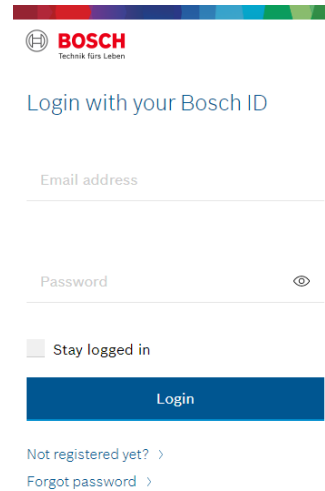 BOSCH
Technik fürs Leben
Login with your Bosch ID
Email address
Password
Stay logged in
Login
Not registered yet?
Forgot password